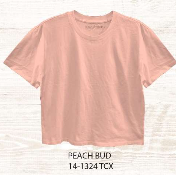 PEACH BUD
14-1324 TCX